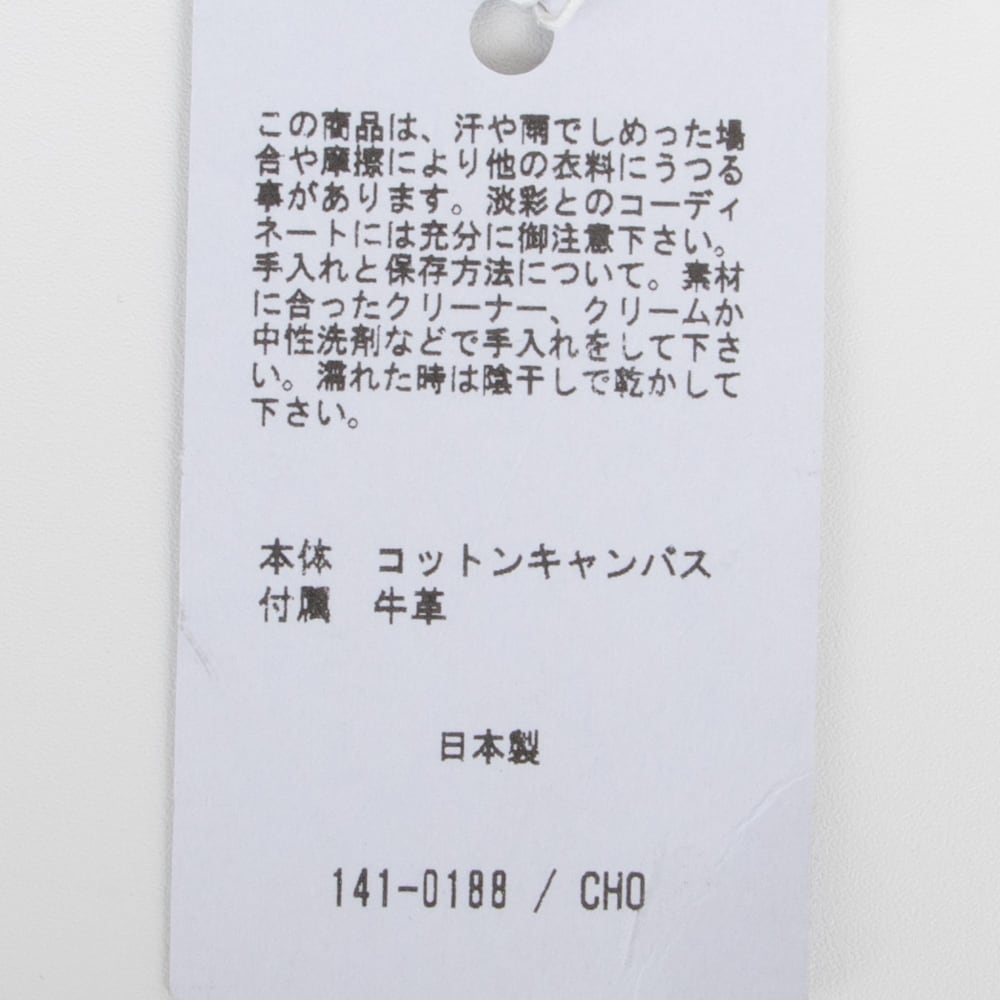 この商品は、汗や雨でしめった場
合や摩擦により他の衣料にうつる
事があります。淡彩とのコーディ
ネートには充分に御注意下さい。
手入れと保存方法について。素材
に合ったクリーナー、クリームか
中性洗剤などで手入れをして下さ
い。濡れた時は陰干しで乾かして
下さい。
本体　コットンキャンバス
付属　牛革
日本製
141-0188 / CHO